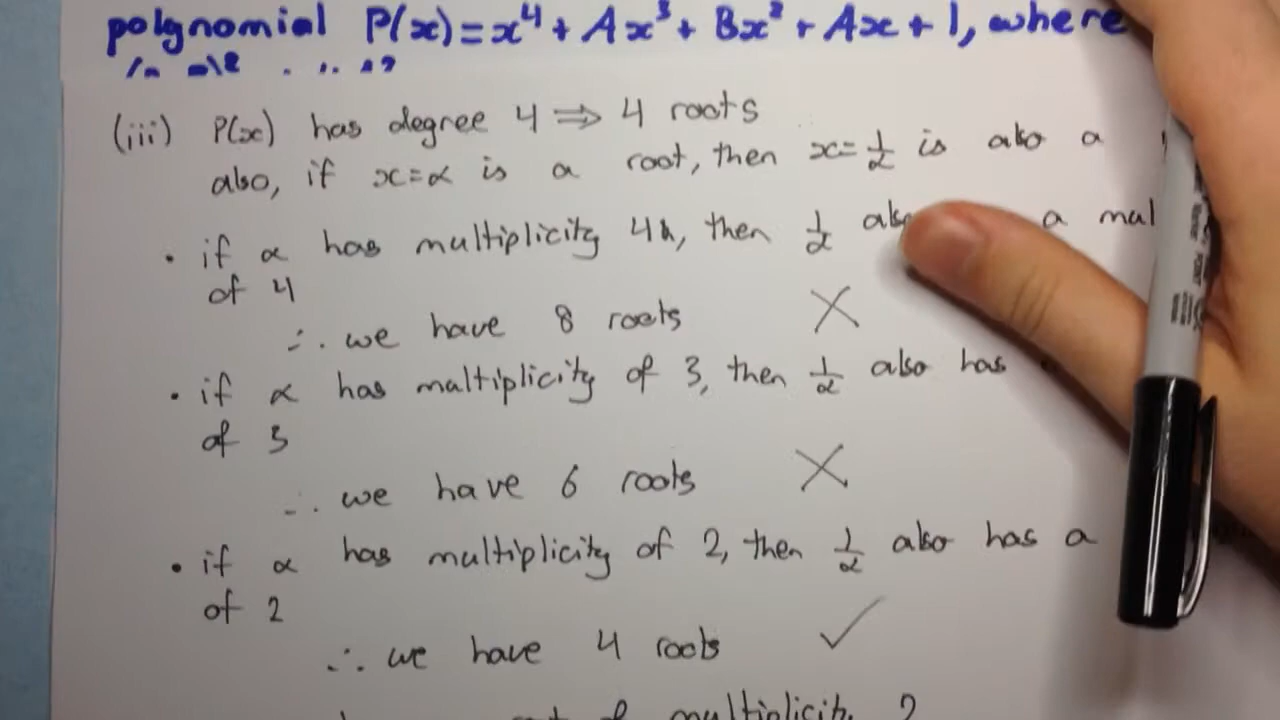 polynomial P(x) = x⁴ + Ax³ + Bx² + Ax + 1, where
(iii) P(x) has degree 4 ⇒ 4 roots
also, if x=α is a root, then x=1/α is also a
• if α has multiplicity 4, then 1/α also a mul
of 4
∴ we have 8 roots ✗
• if α has multiplicity of 3, then 1/α also has
of 3
∴ we have 6 roots ✗
• if α has multiplicity of 2, then 1/α also has a
of 2
∴ we have 4 roots ✓
multiplicity 2